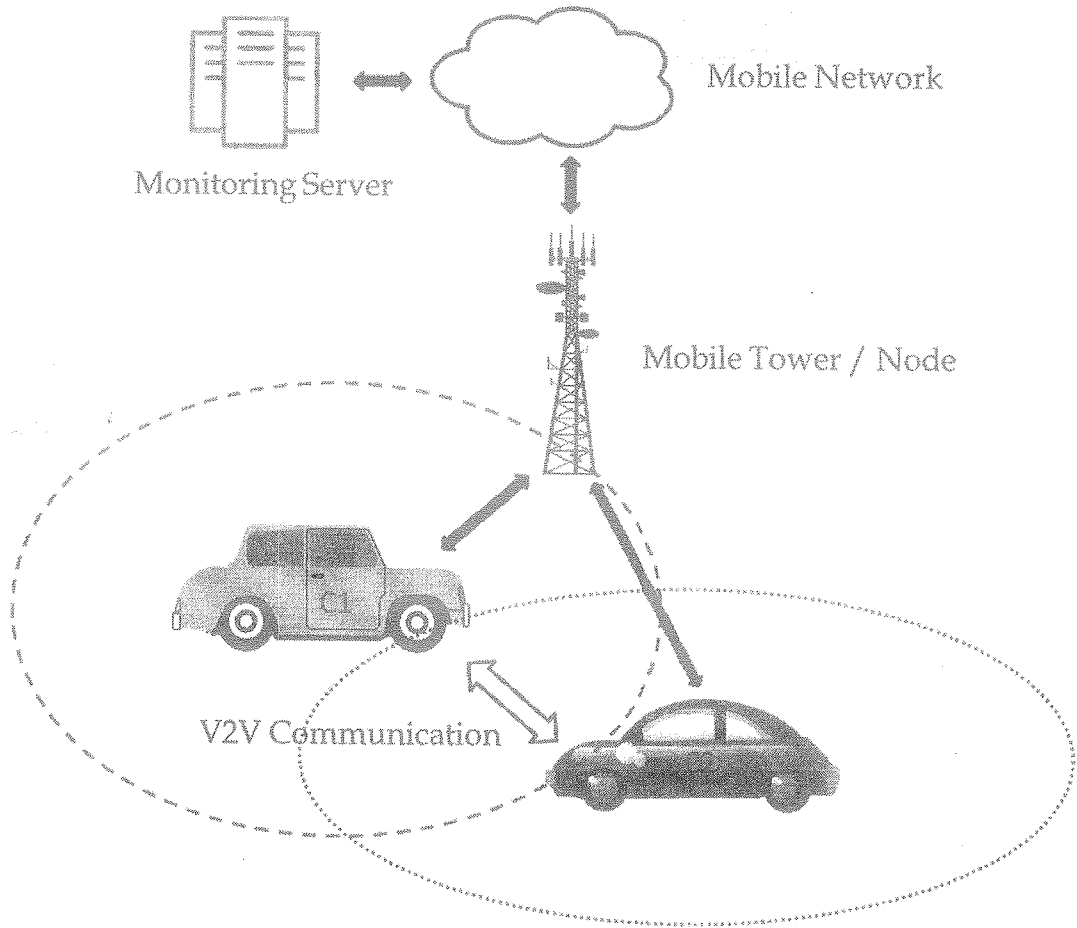 Mobile Network
Monitoring Server
Mobile Tower / Node
C1
V2V Communication